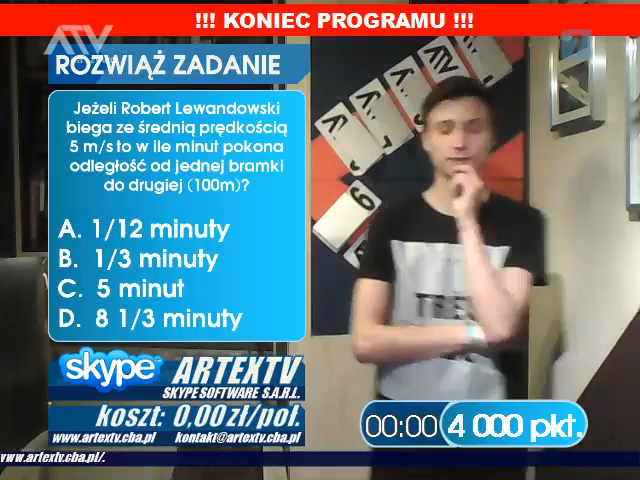 !!! KONIEC PROGRAMU !!!
ATV
ROZWIĄŻ ZADANIE
Jeżeli Robert Lewandowski
biega ze średnią prędkością
5 m/s to w ile minut pokona
odległość od jednej bramki
do drugiej (100m)?
A. 1/12 minuty
B. 1/3 minuty
C. 5 minut
D. 8 1/3 minuty
skype
ARTEXTV
SKYPE SOFTWARE S.A.R.L.
koszt: 0,00zł/poł.
www.artextv.cba.pl kontakt@artextv.cba.pl
00:00 4 000 pkt.
www.artextv.cba.pl/.